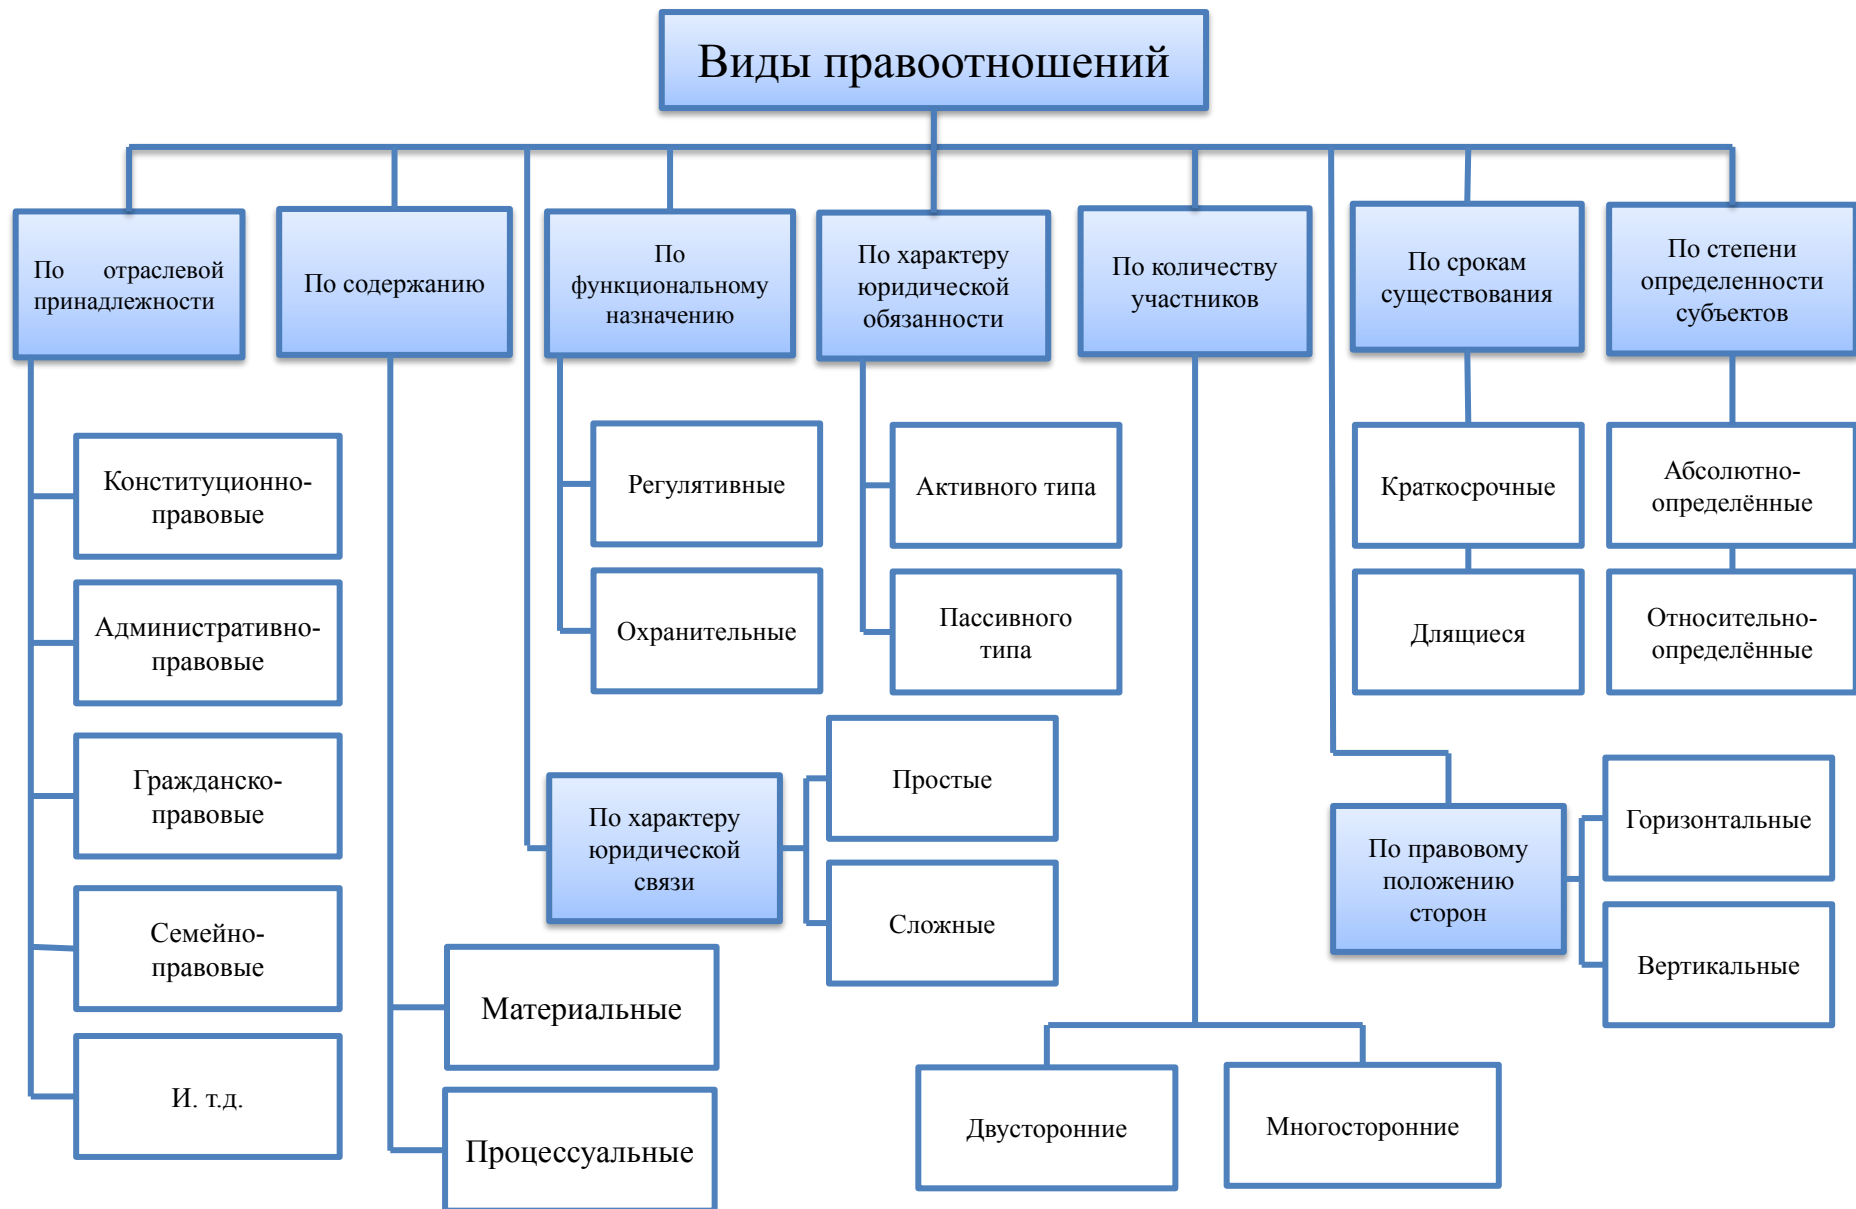 Виды правоотношений
По отраслевой
принадлежности
По содержанию
По
функциональному
назначению
По характеру
юридической
обязанности
По количеству
участников
По срокам
существования
По степени
определенности
субъектов
Конституционно-
правовые
Административно-
правовые
Гражданско-
правовые
Семейно-
правовые
И. т.д.
Регулятивные
Охранительные
Активного типа
Пассивного
типа
Краткосрочные
Длящиеся
Абсолютно-
определённые
Относительно-
определённые
По характеру
юридической
связи
Простые
Сложные
По правовому
положению
сторон
Горизонтальные
Вертикальные
Материальные
Процессуальные
Двусторонние
Многосторонние